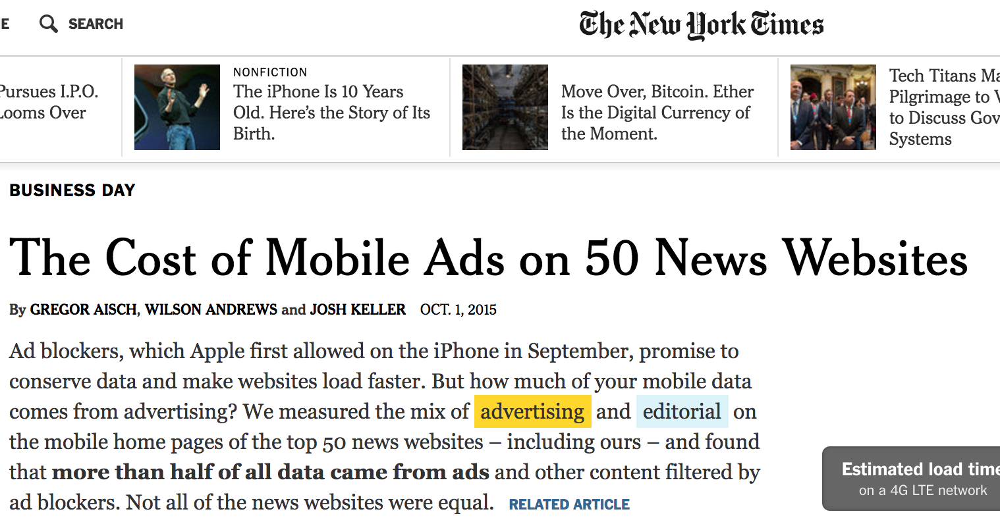 E SEARCH The New York Times
Pursues I.P.O.
Looms Over
NONFICTION
The iPhone Is 10 Years
Old. Here’s the Story of Its
Birth.
Move Over, Bitcoin. Ether
Is the Digital Currency of
the Moment.
Tech Titans Ma
Pilgrimage to
to Discuss Gov
Systems
BUSINESS DAY
The Cost of Mobile Ads on 50 News Websites
By GREGOR AISCH, WILSON ANDREWS and JOSH KELLER OCT. 1, 2015
Ad blockers, which Apple first allowed on the iPhone in September, promise to
conserve data and make websites load faster. But how much of your mobile data
comes from advertising? We measured the mix of advertising and editorial on
the mobile home pages of the top 50 news websites – including ours – and found
that more than half of all data came from ads and other content filtered by
ad blockers. Not all of the news websites were equal. RELATED ARTICLE
Estimated load time
on a 4G LTE network